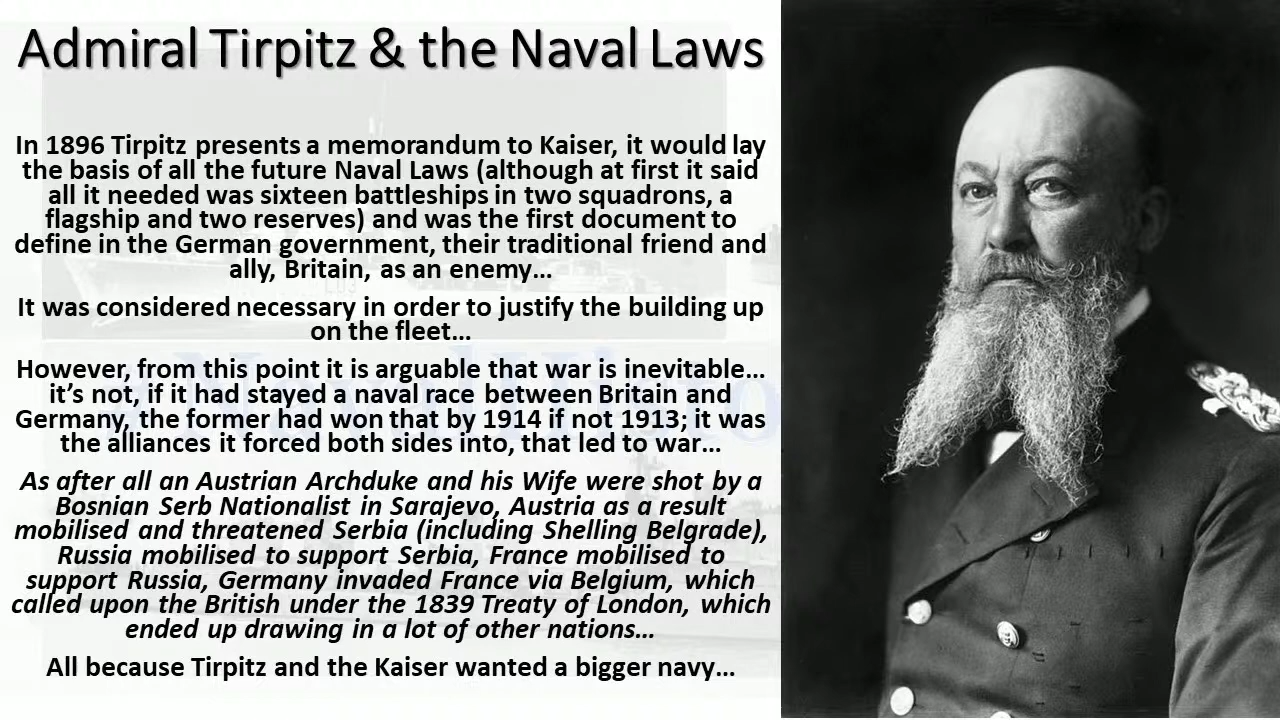 Admiral Tirpitz & the Naval Laws
In 1896 Tirpitz presents a memorandum to Kaiser, it would lay
the basis of all the future Naval Laws (although at first it said
all it needed was sixteen battleships in two squadrons, a
flagship and two reserves) and was the first document to
define in the German government, their traditional friend and
ally, Britain, as an enemy…
It was considered necessary in order to justify the building up
on the fleet…
However, from this point it is arguable that war is inevitable…
it’s not, if it had stayed a naval race between Britain and
Germany, the former had won that by 1914 if not 1913; it was
the alliances it forced both sides into, that led to war…
As after all an Austrian Archduke and his Wife were shot by a
Bosnian Serb Nationalist in Sarajevo, Austria as a result
mobilised and threatened Serbia (including Shelling Belgrade),
Russia mobilised to support Serbia, France mobilised to
support Russia, Germany invaded France via Belgium, which
called upon the British under the 1839 Treaty of London, which
ended up drawing in a lot of other nations…
All because Tirpitz and the Kaiser wanted a bigger navy…